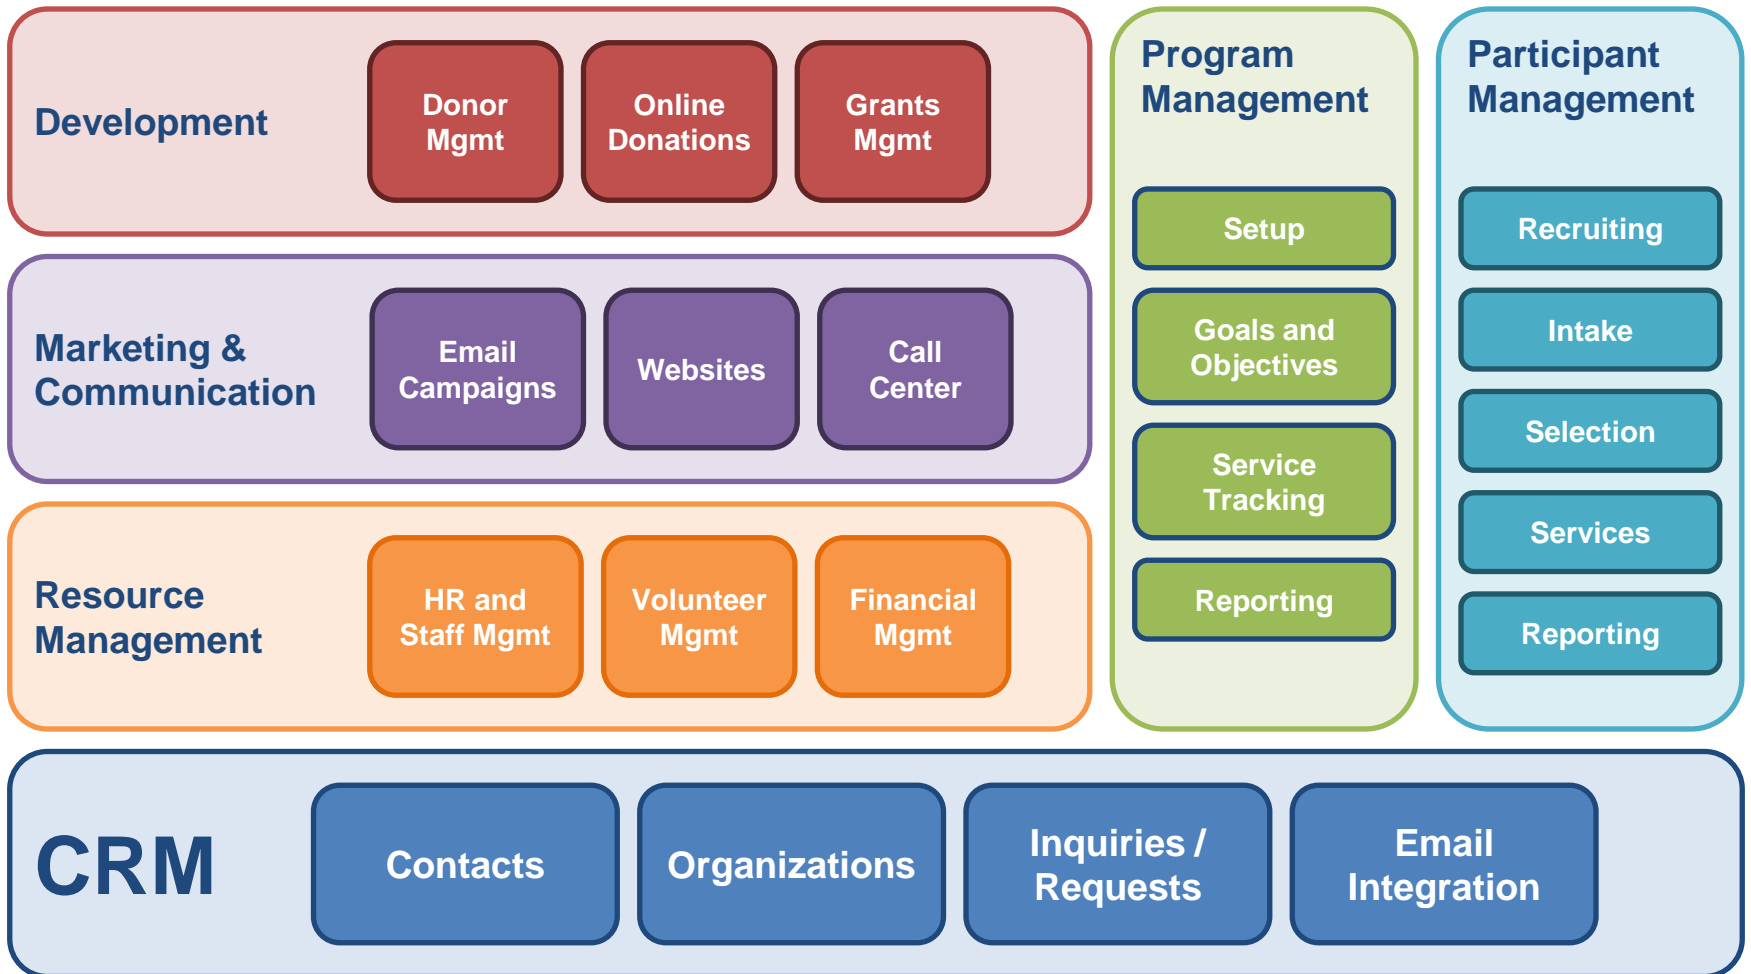 Development
Donor
Mgmt
Online
Donations
Grants
Mgmt
Marketing &
Communication
Email
Campaigns
Websites
Call
Center
Resource
Management
HR and
Staff Mgmt
Volunteer
Mgmt
Financial
Mgmt
Program
Management
Setup
Goals and
Objectives
Service
Tracking
Reporting
Participant
Management
Recruiting
Intake
Selection
Services
Reporting
CRM
Contacts
Organizations
Inquiries /
Requests
Email
Integration